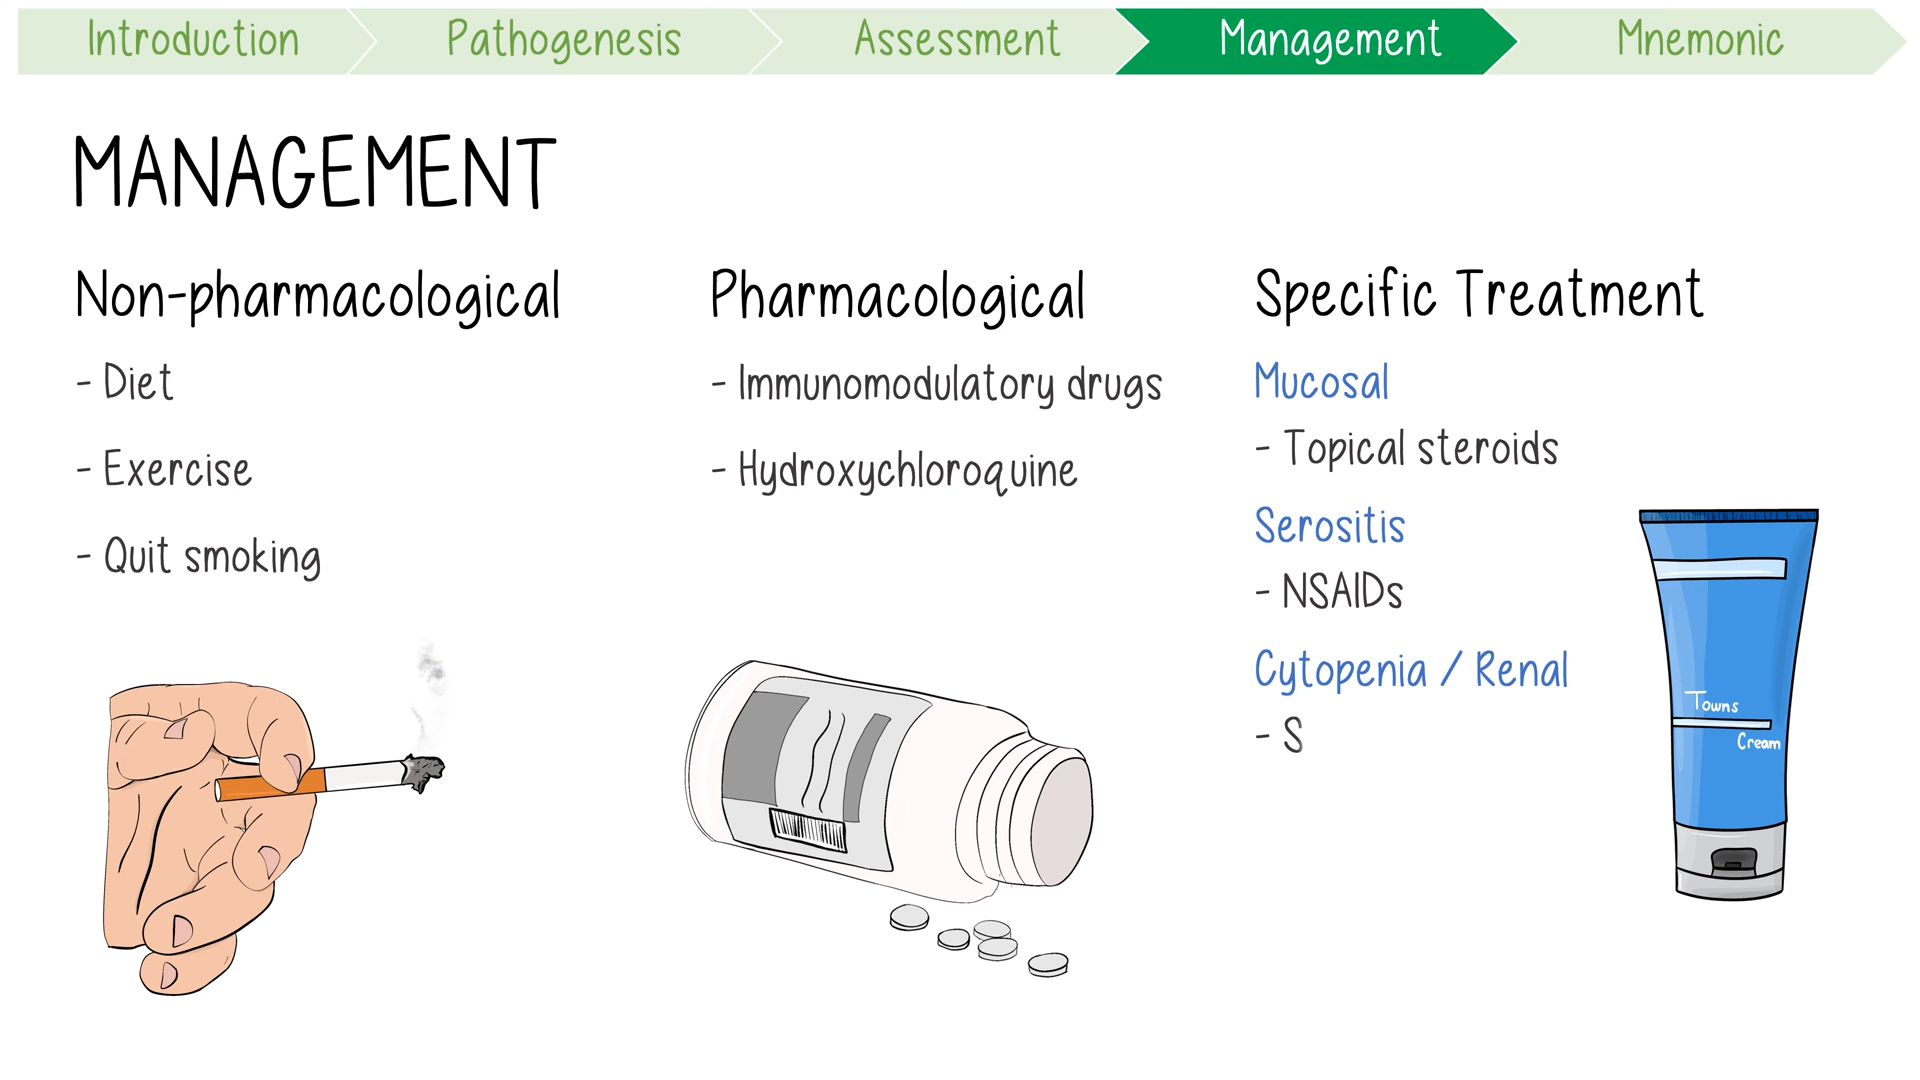 Introduction
Pathogenesis
Assessment
Management
Mnemonic
MANAGEMENT
Non-pharmacological
- Diet
- Exercise
- Quit smoking
Pharmacological
- Immunomodulatory drugs
- Hydroxychloroquine
Specific Treatment
Mucosal
- Topical steroids
Serositis
- NSAIDs
Cytopenia / Renal
- S
Towns
Cream